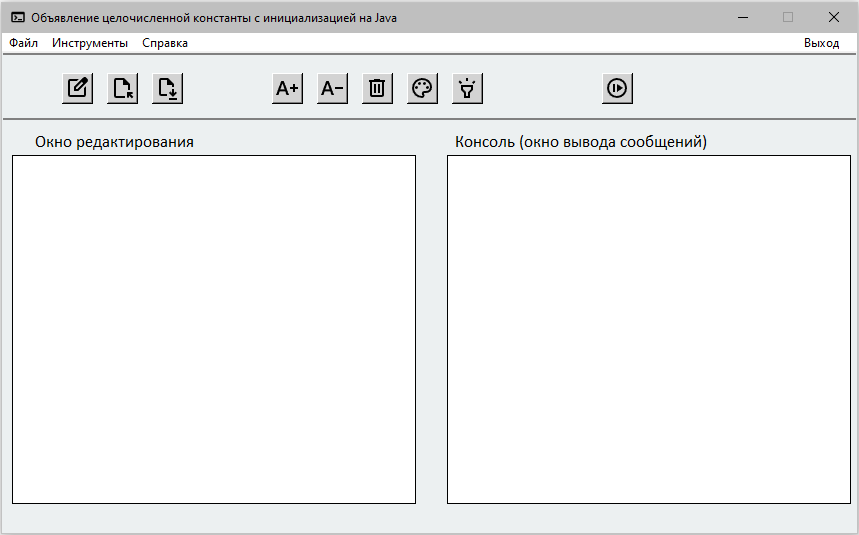 Объявление целочисленной константы с инициализацией на Java
Файл Инструменты Справка Выход
A+ A−
Окно редактирования Консоль (окно вывода сообщений)